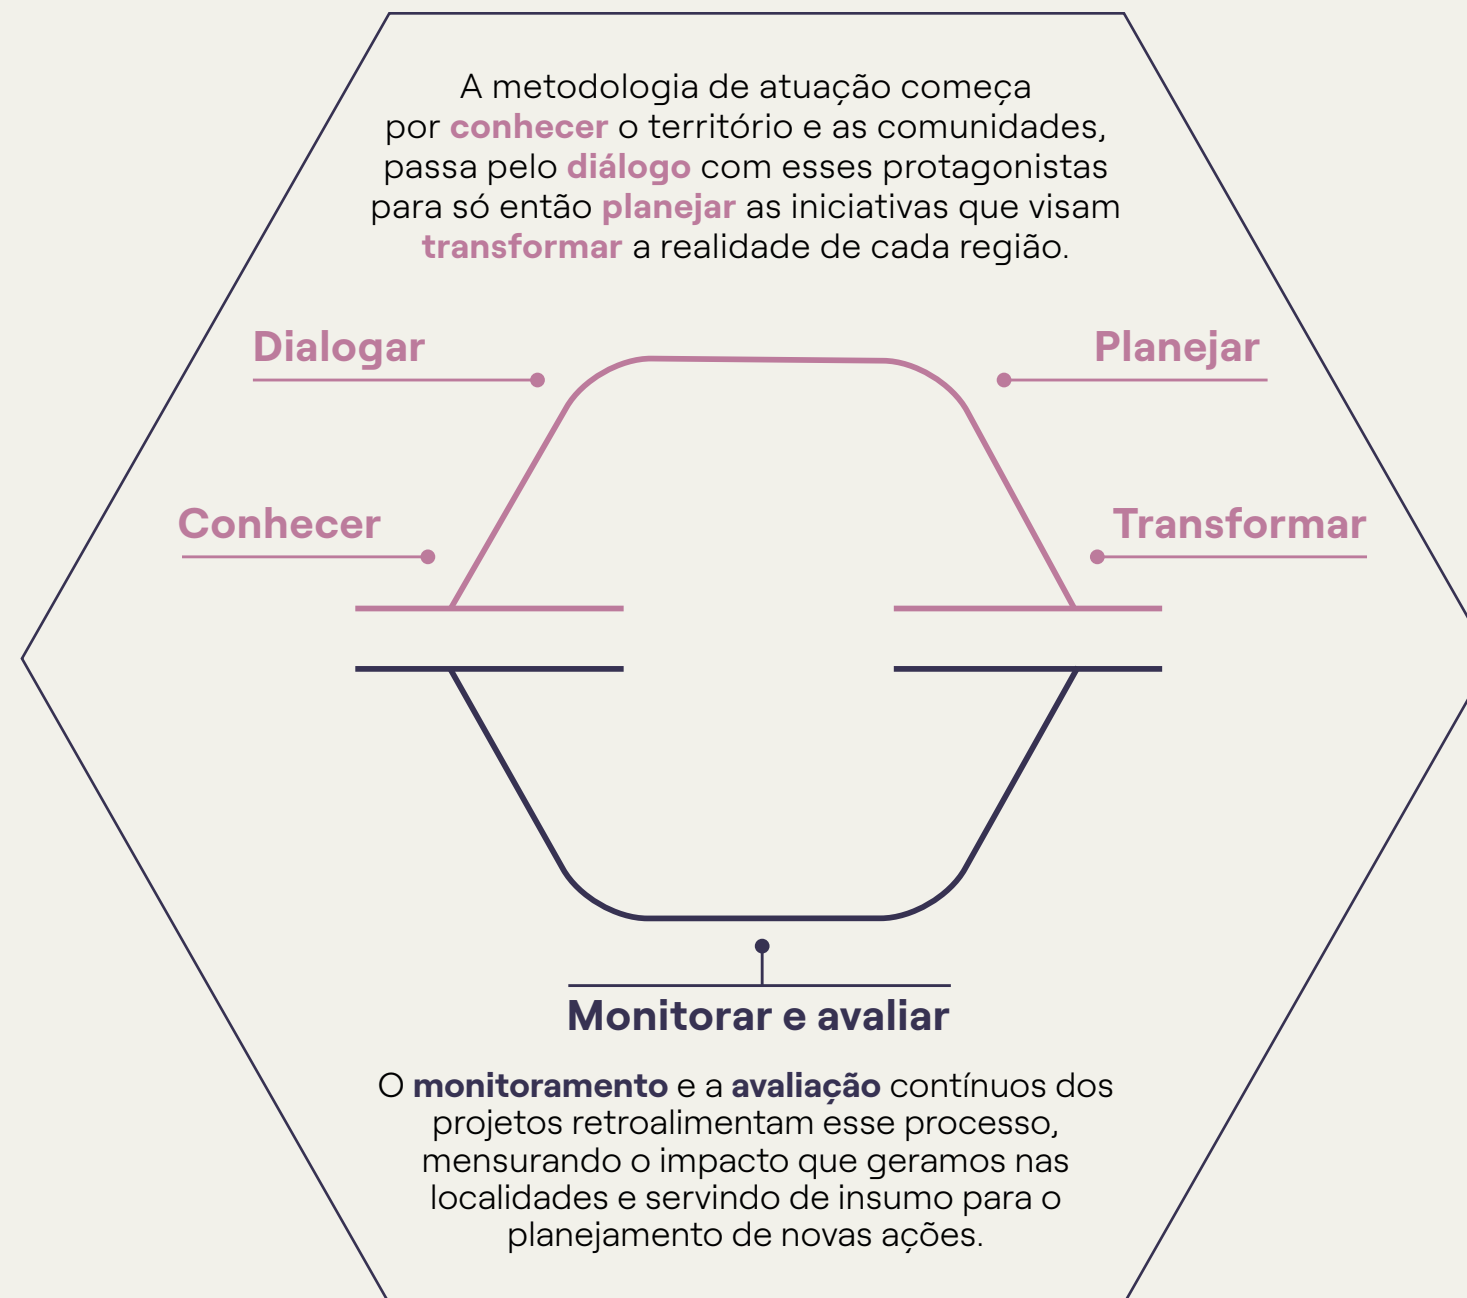 A metodologia de atuação começa
por conhecer o território e as comunidades,
passa pelo diálogo com esses protagonistas
para só então planejar as iniciativas que visam
transformar a realidade de cada região.
Dialogar
Planejar
Conhecer
Transformar
Monitorar e avaliar
O monitoramento e a avaliação contínuos dos
projetos retroalimentam esse processo,
mensurando o impacto que geramos nas
localidades e servindo de insumo para o
planejamento de novas ações.